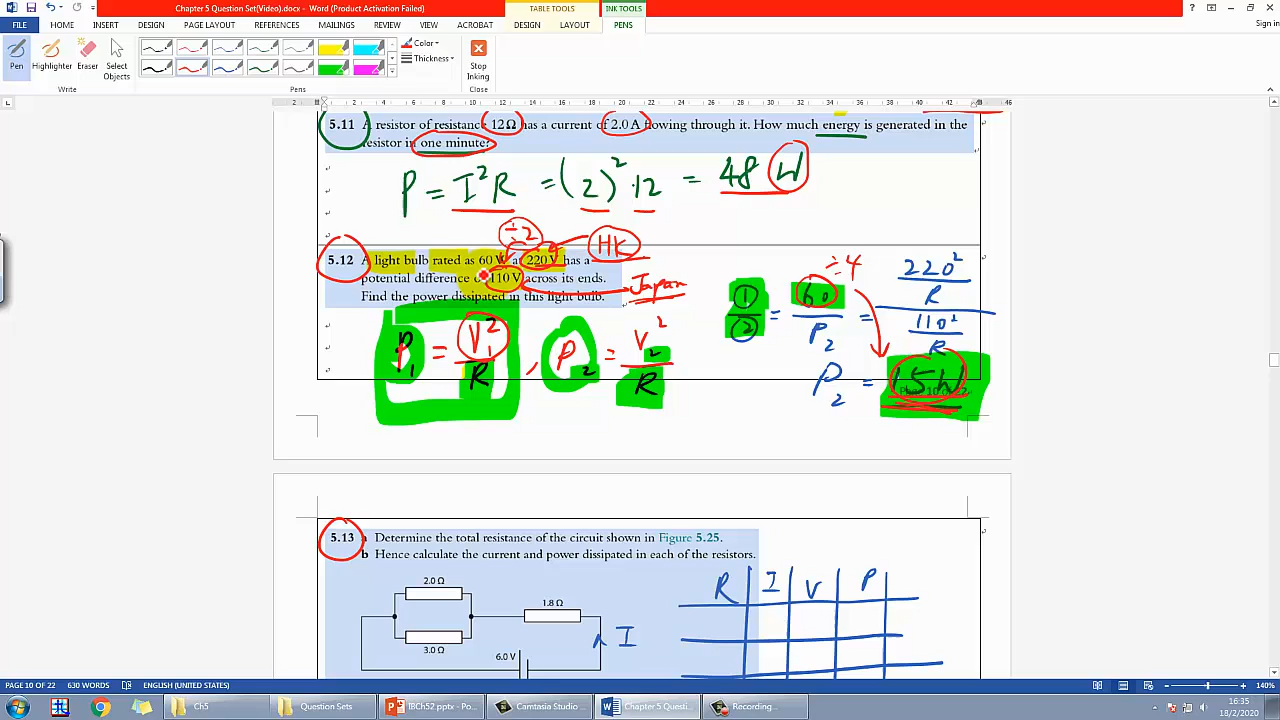 Chapter 5 Question Set(Video).docx - Word (Product Activation Failed)
TABLE TOOLS
INK TOOLS
FILE HOME INSERT DESIGN PAGE LAYOUT REFERENCES MAILINGS REVIEW VIEW ACROBAT DESIGN LAYOUT PENS
Sign in
Pen
Highlighter
Eraser
Select Objects
Color
Thickness
Stop Inking
Write
Pens
Close
5.11 A resistor of resistance 12Ω has a current of 2.0 A flowing through it. How much energy is generated in the
resistor in one minute?
P = I²R = (2)²·12 = 48 W
÷2
HK
5.12 A light bulb rated as 60 W at 220 V has a
potential difference of 110 V across its ends.
Find the power dissipated in this light bulb.
Japan
P₁ = V₁²/R , P₂ = V₂²/R
①/② = 60/P₂ = 220²/R / 110²/R
÷4
P₂ = 15W
Page 10 of 22
5.13 a Determine the total resistance of the circuit shown in Figure 5.25.
b Hence calculate the current and power dissipated in each of the resistors.
2.0 Ω
1.8 Ω
3.0 Ω
6.0 V
I
R I V P
PAGE 10 OF 22 630 WORDS ENGLISH (UNITED STATES) 140%
Ch5
Question Sets
IBCh52.pptx - Po...
Camtasia Studio ...
Chapter 5 Questi...
Recording...
16:35
18/2/2020